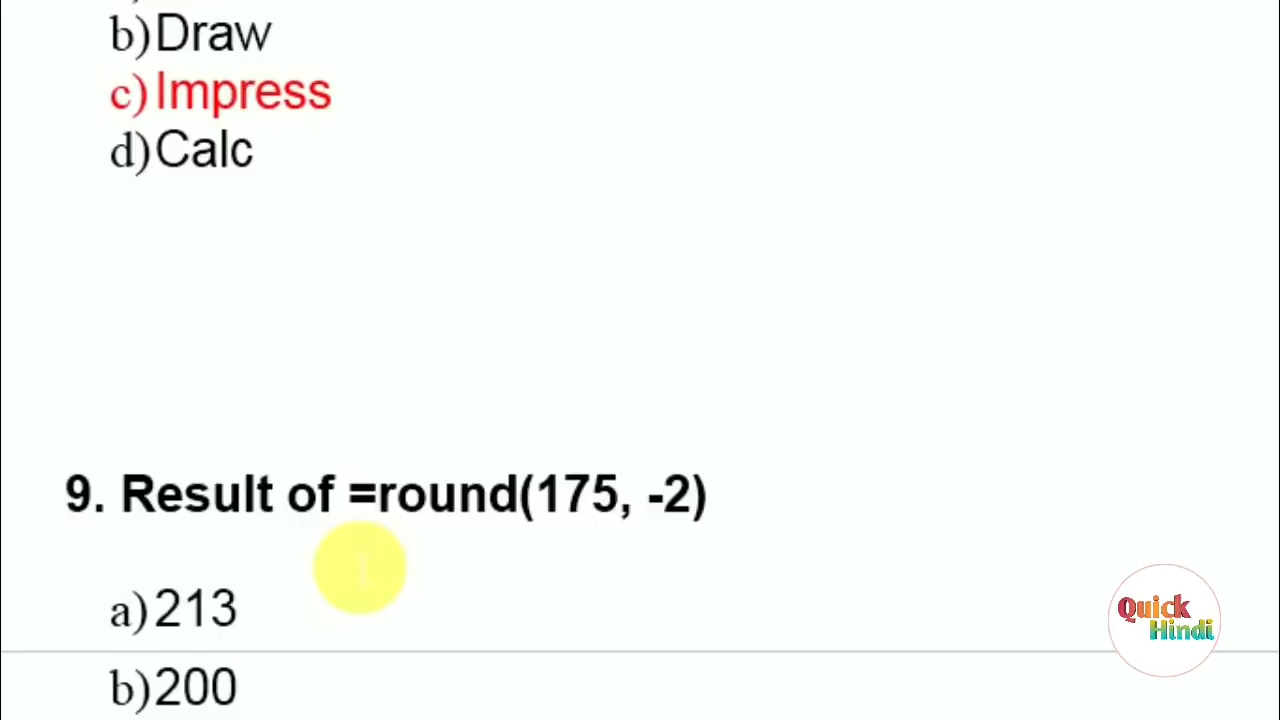 b) Draw
c) Impress
d) Calc
9. Result of =round(175, -2)
a) 213
b) 200
Quick
Hindi